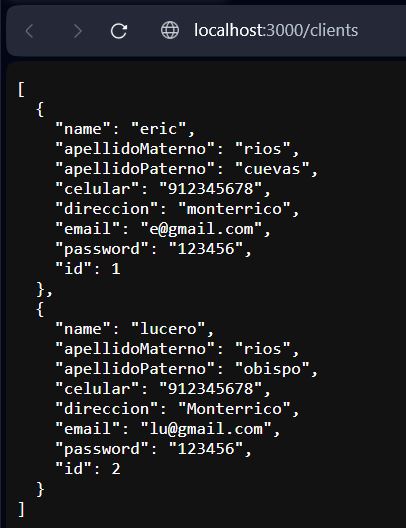 localhost:3000/clients
[
  {
    "name": "eric",
    "apellidoMaterno": "rios",
    "apellidoPaterno": "cuevas",
    "celular": "912345678",
    "direccion": "monterrico",
    "email": "e@gmail.com",
    "password": "123456",
    "id": 1
  },
  {
    "name": "lucero",
    "apellidoMaterno": "rios",
    "apellidoPaterno": "obispo",
    "celular": "912345678",
    "direccion": "Monterrico",
    "email": "lu@gmail.com",
    "password": "123456",
    "id": 2
  }
]